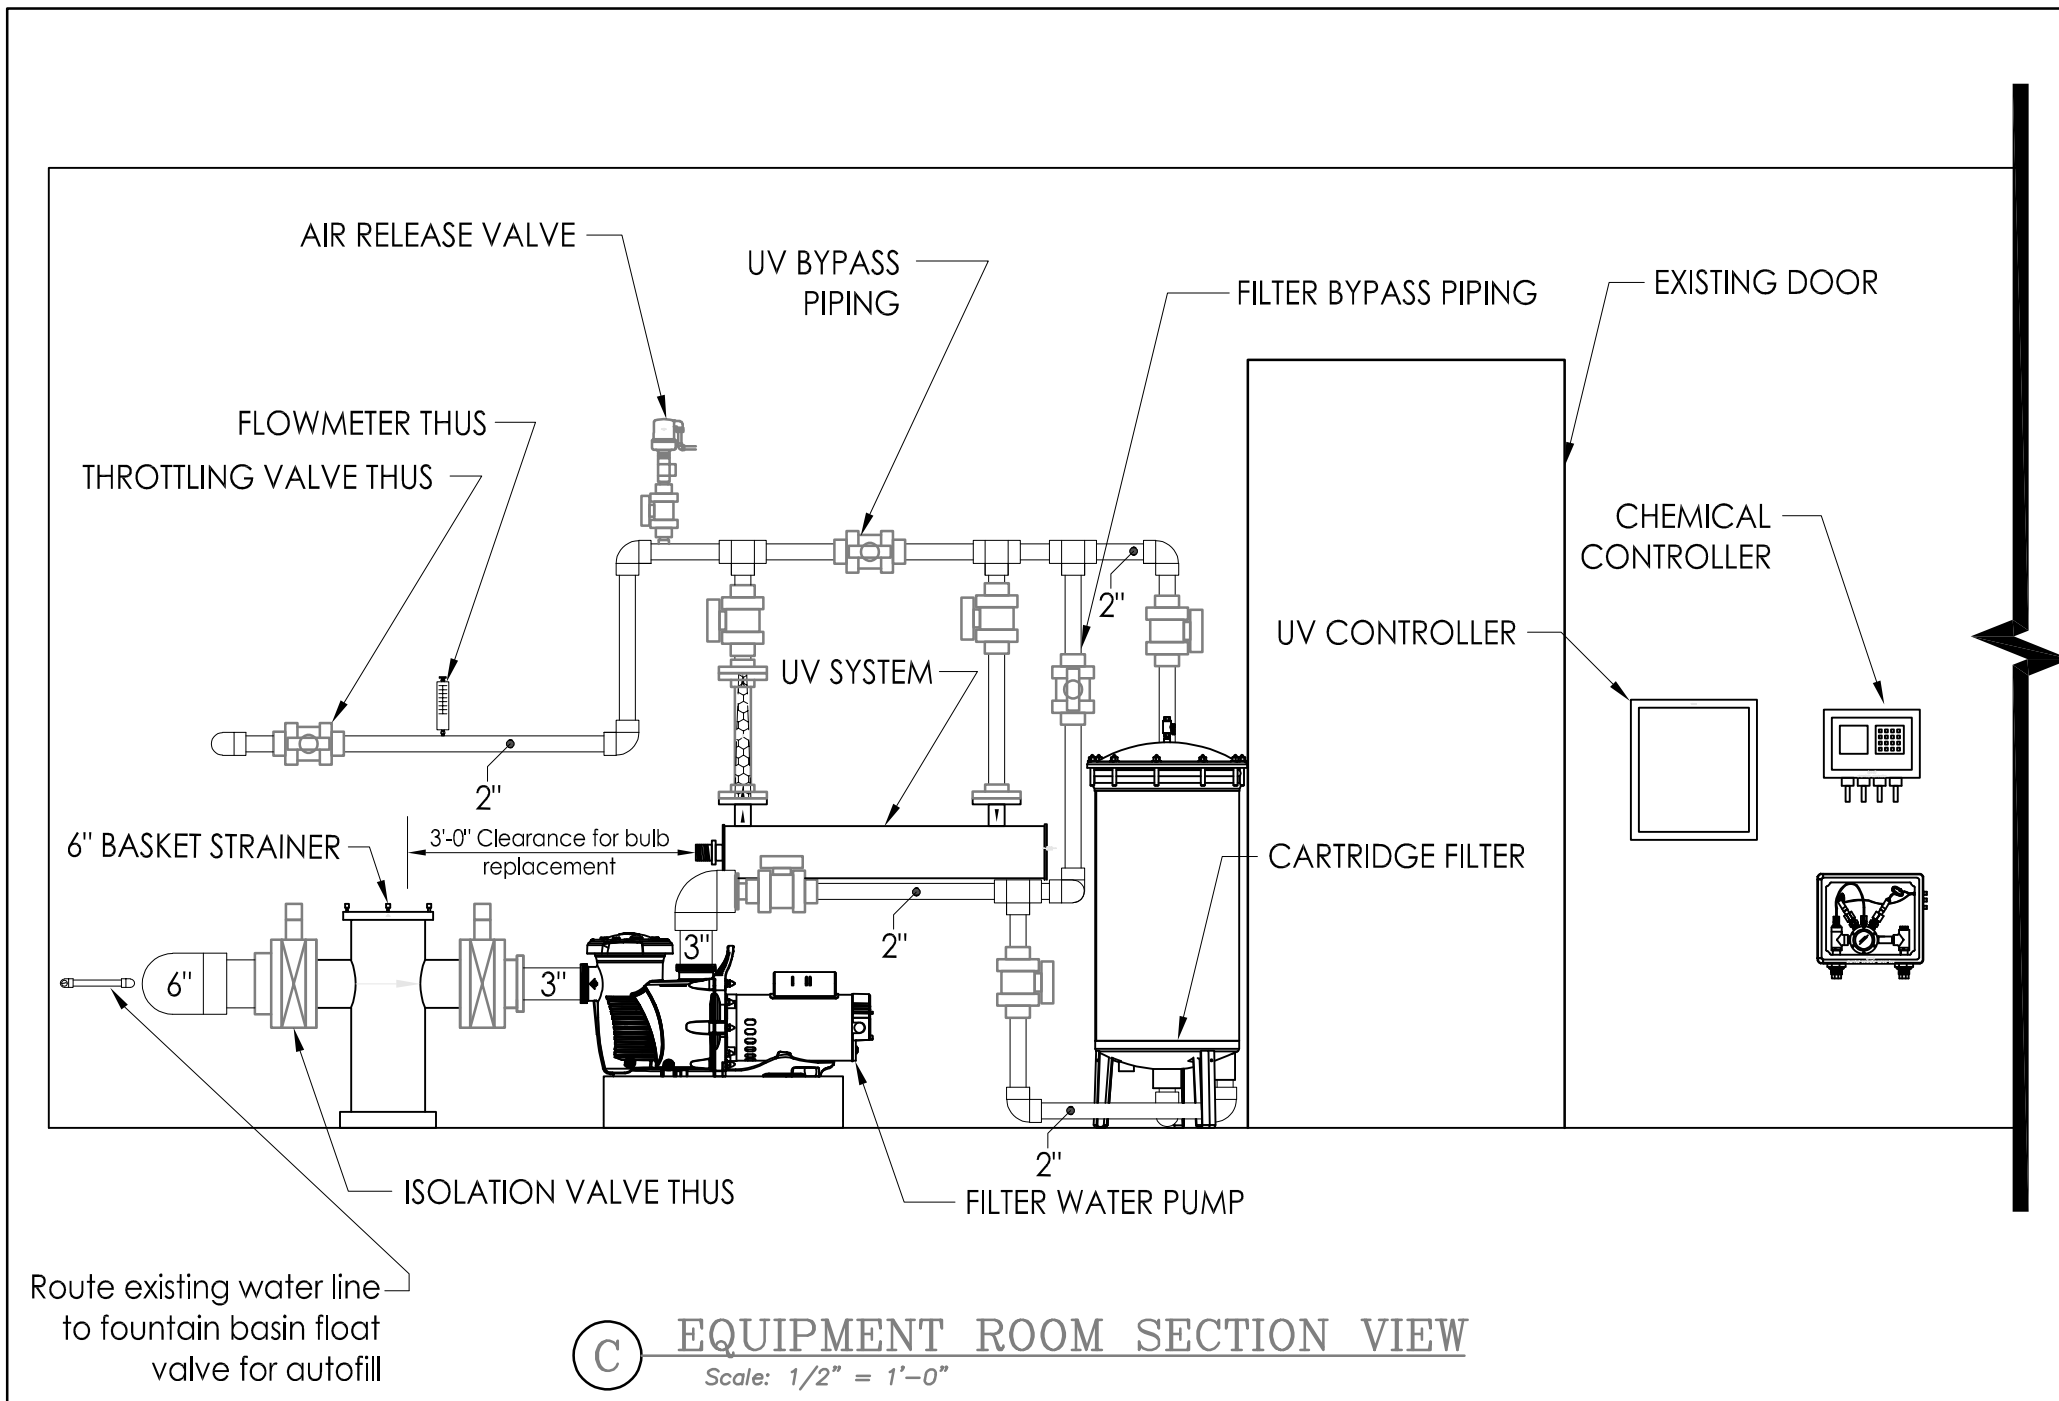 AIR RELEASE VALVE
UV BYPASS
PIPING
FILTER BYPASS PIPING
EXISTING DOOR
FLOWMETER THUS
THROTTLING VALVE THUS
CHEMICAL
CONTROLLER
2"
UV CONTROLLER
UV SYSTEM
2"
6" BASKET STRAINER
3'-0" Clearance for bulb
replacement
CARTRIDGE FILTER
2"
3"
6"
3"
2"
ISOLATION VALVE THUS
FILTER WATER PUMP
Route existing water line
to fountain basin float
valve for autofill
C
EQUIPMENT ROOM SECTION VIEW
Scale: 1/2" = 1'-0"